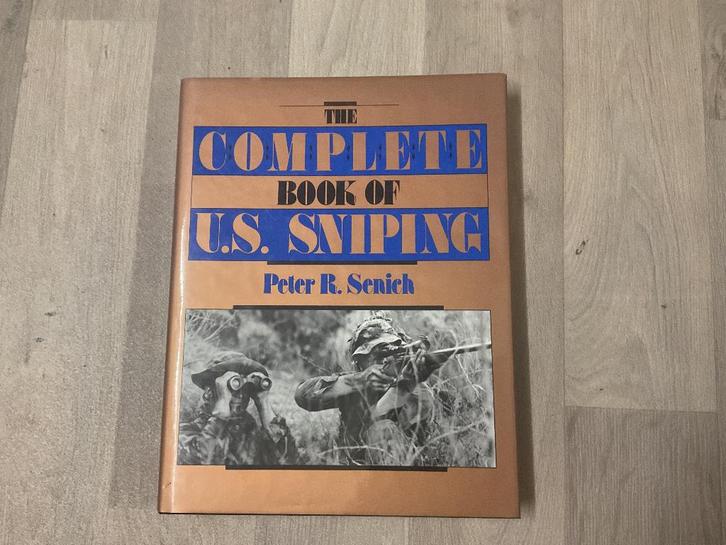 THE
COMPLETE
BOOK OF
U.S. SNIPING
Peter R. Senich